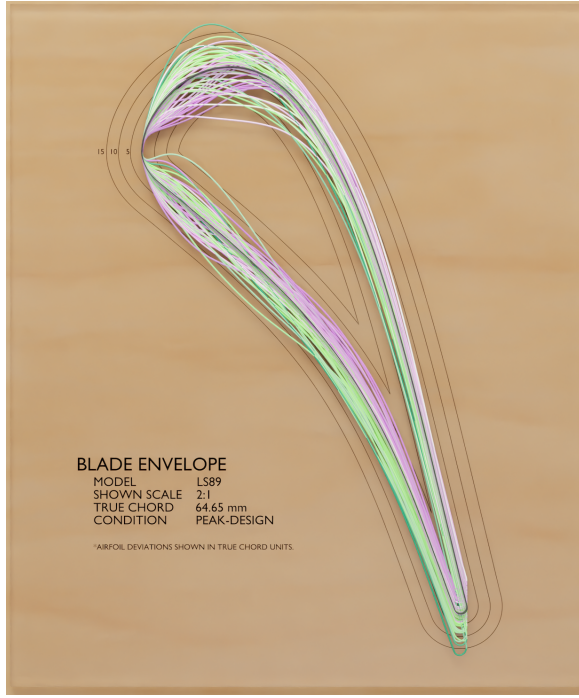 15 10 5
BLADE ENVELOPE
MODEL LS89
SHOWN SCALE 2:1
TRUE CHORD 64.65 mm
CONDITION PEAK-DESIGN
*AIRFOIL DEVIATIONS SHOWN IN TRUE CHORD UNITS.